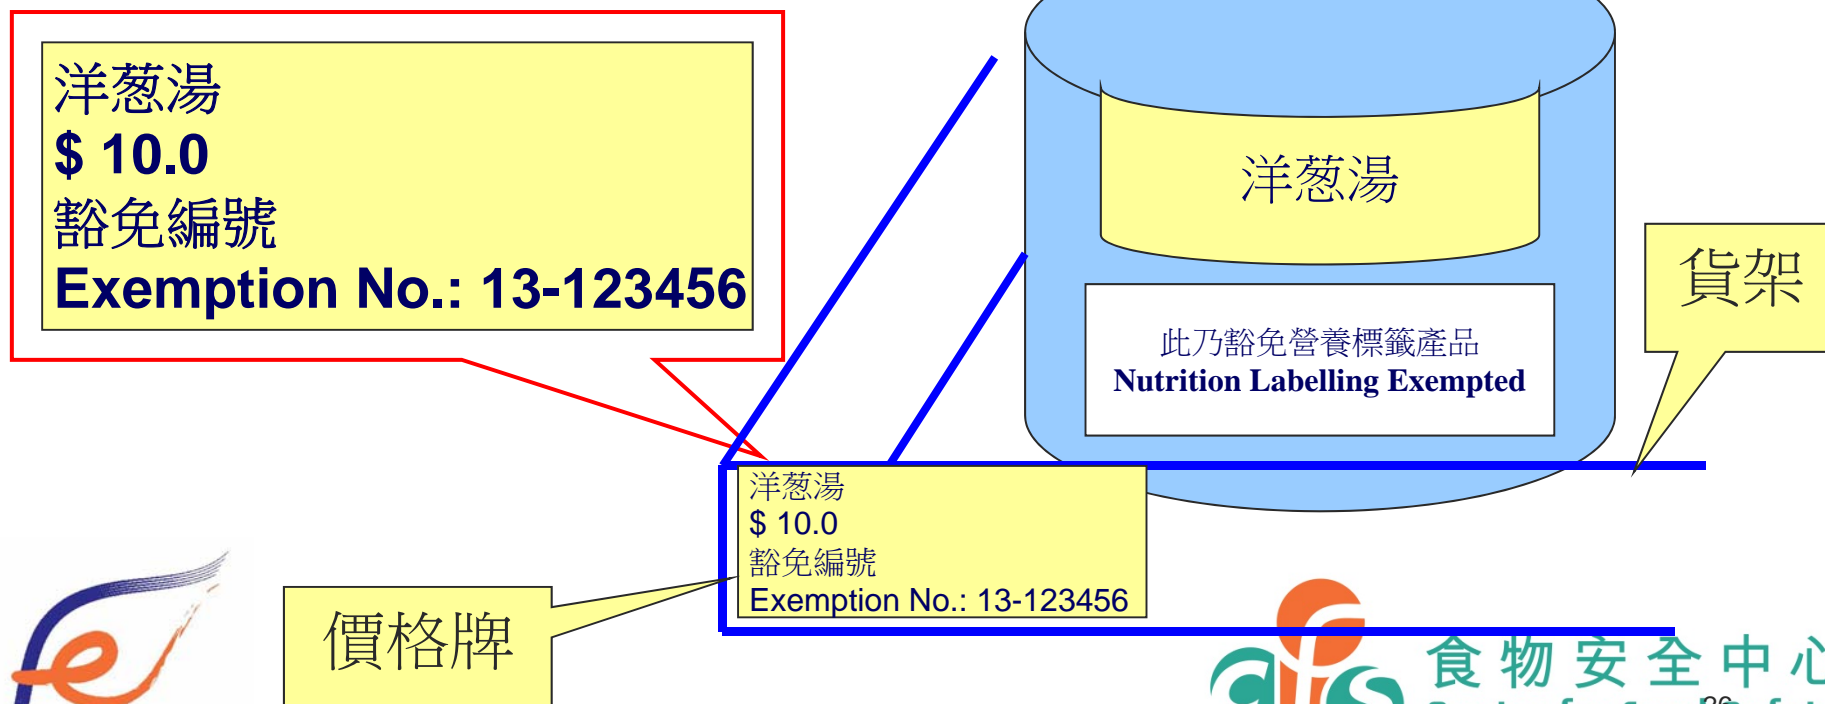 洋葱湯
$ 10.0
豁免編號
Exemption No.: 13-123456
洋葱湯
此乃豁免營養標籤產品
Nutrition Labelling Exempted
貨架
洋葱湯
$ 10.0
豁免編號
Exemption No.: 13-123456
價格牌
食物安全中心